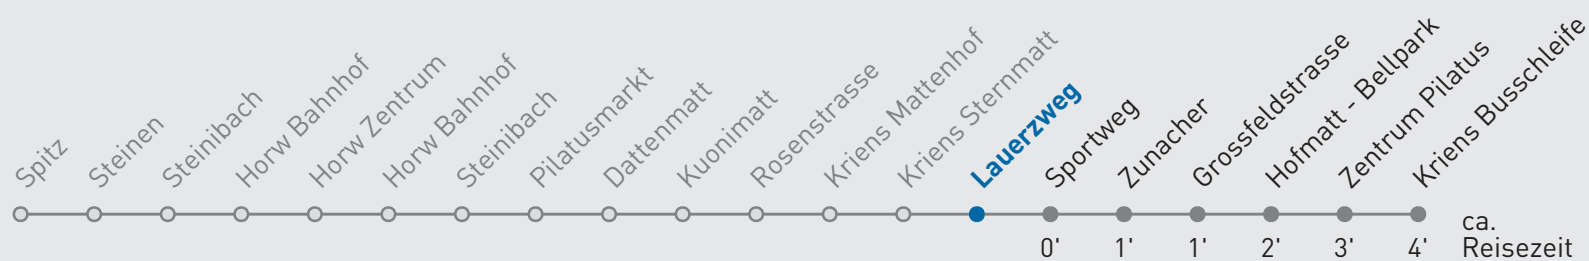 Spitz
Steinen
Steinibach
Horw Bahnhof
Horw Zentrum
Horw Bahnhof
Steinibach
Pilatusmarkt
Dattenmatt
Kuonimatt
Rosenstrasse
Kriens Mattenhof
Kriens Sternmatt
Lauerzweg
Sportweg
Zunacher
Grossfeldstrasse
Hofmatt - Bellpark
Zentrum Pilatus
Kriens Busschleife
0' 1' 1' 2' 3' 4'
ca.
Reisezeit